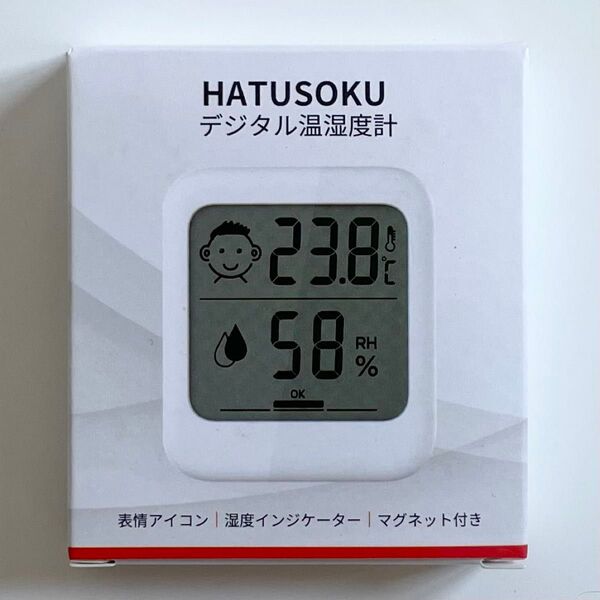 HATUSOKU
デジタル温湿度計
23.8℃
58 RH %
OK
表情アイコン|湿度インジケーター|マグネット付き